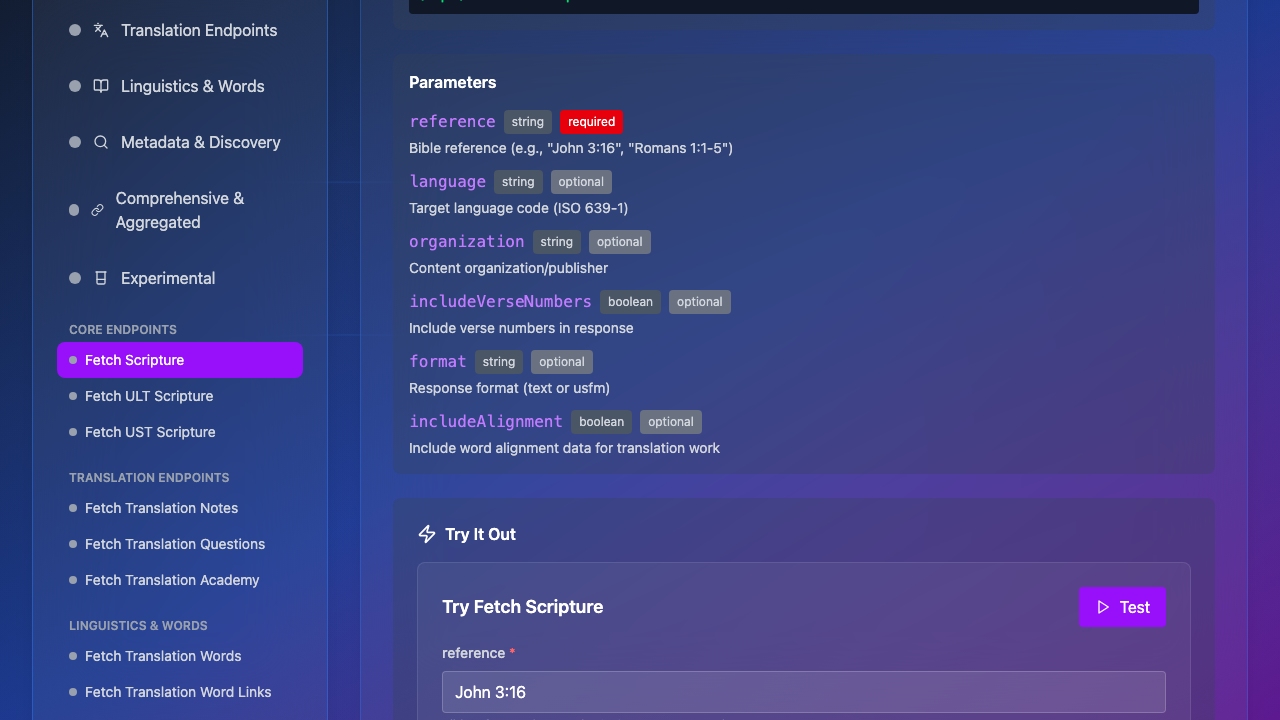 Translation Endpoints
Linguistics & Words
Metadata & Discovery
Comprehensive &
Aggregated
Experimental
CORE ENDPOINTS
Fetch Scripture
Fetch ULT Scripture
Fetch UST Scripture
TRANSLATION ENDPOINTS
Fetch Translation Notes
Fetch Translation Questions
Fetch Translation Academy
LINGUISTICS & WORDS
Fetch Translation Words
Fetch Translation Word Links
Parameters
reference string required
Bible reference (e.g., "John 3:16", "Romans 1:1-5")
language string optional
Target language code (ISO 639-1)
organization string optional
Content organization/publisher
includeVerseNumbers boolean optional
Include verse numbers in response
format string optional
Response format (text or usfm)
includeAlignment boolean optional
Include word alignment data for translation work
Try It Out
Try Fetch Scripture
Test
reference *
John 3:16